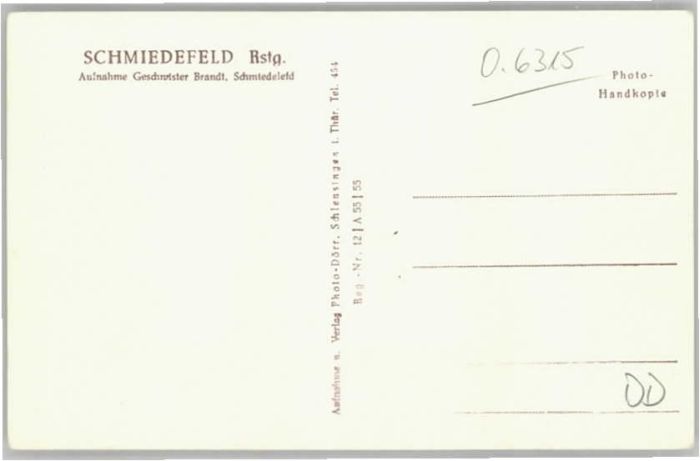 SCHMIEDEFELD Rstg.
Aufnahme Geschwister Brandt, Schmiedefeld
Aufnahme u. Verlag Photo-Dörr, Schleusingen i. Thür. Tel. 454
Reg.-Nr. 12 | A 55 | 55
O. 6315
Photo-
Handkopie
DD